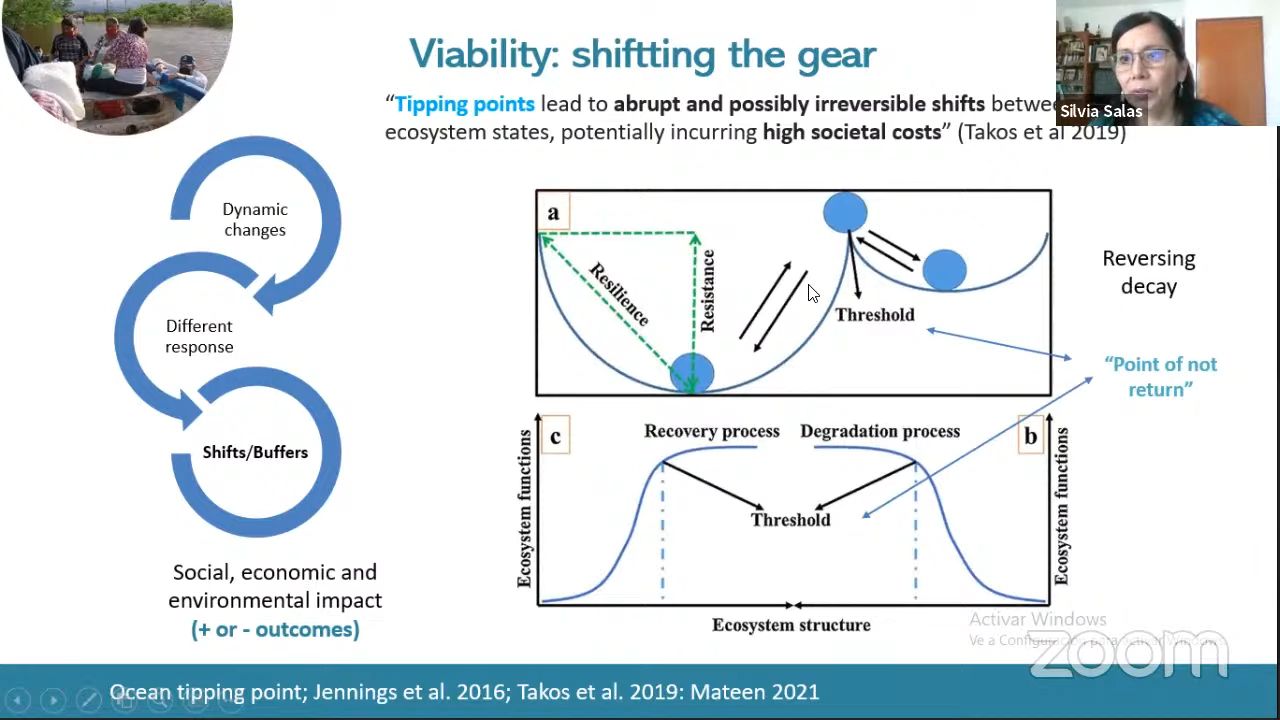 Viability: shiftting the gear
“Tipping points lead to abrupt and possibly irreversible shifts
ecosystem states, potentially incurring high societal costs” (Takos et al 2019)
Silvia Salas
Dynamic
changes
Different
response
Shifts/Buffers
Social, economic and
environmental impact
(+ or - outcomes)
a
Resilience
Resistance
Threshold
Reversing
decay
“Point of not
return”
c
Recovery process
Degradation process
b
Ecosystem functions
Threshold
Ecosystem functions
Ecosystem structure
Activar Windows
Ve a Configuración para activar Windows.
zoom
Ocean tipping point; Jennings et al. 2016; Takos et al. 2019: Mateen 2021